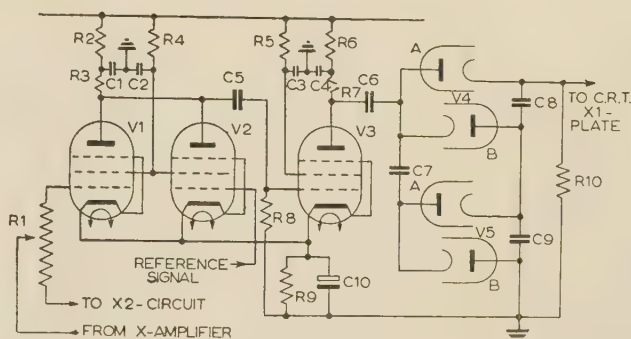 R2
R4
R5
R6
A
C1
C2
C3
C4
R3
C5
R7
C6
V4
C8
TO C.R.T.
X1-
PLATE
V1
V2
V3
B
C7
A
R10
R1
R8
V5
C9
REFERENCE
SIGNAL
B
R9
C10
TO X2-CIRCUIT
FROM X-AMPLIFIER